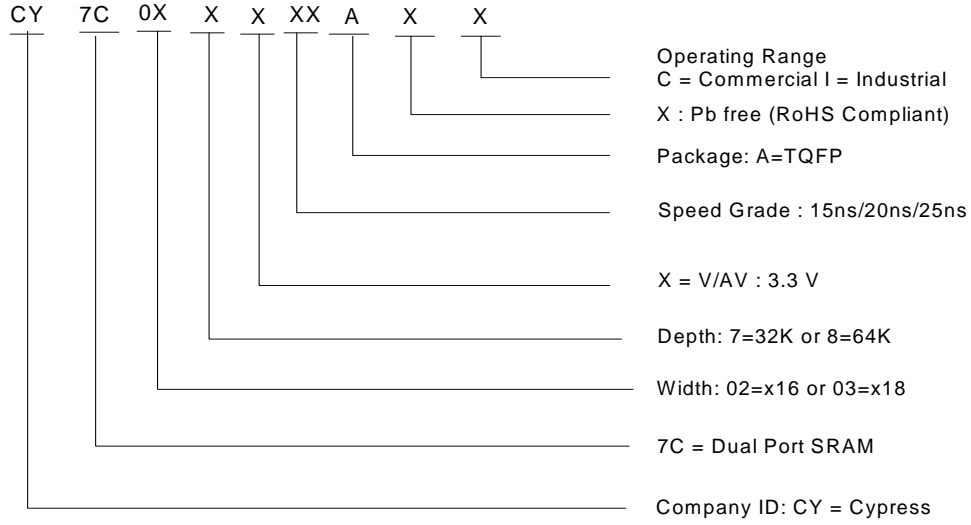 CY 7C 0X X X XX A X X
Operating Range
C = Commercial I = Industrial
X : Pb free (RoHS Compliant)
Package: A=TQFP
Speed Grade : 15ns/20ns/25ns
X = V/AV : 3.3 V
Depth: 7=32K or 8=64K
Width: 02=x16 or 03=x18
7C = Dual Port SRAM
Company ID: CY = Cypress